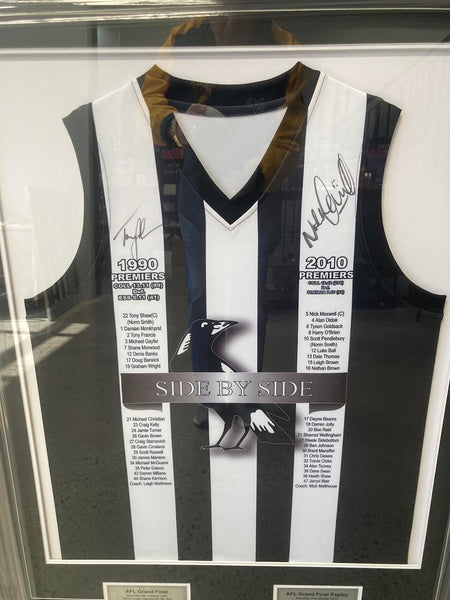 1990
PREMIERS
COLL 13.11 (89)
Def.
ESS 5.11 (41)
22 Tony Shaw(C)
(Norm Smith)
1 Damien Monkhorst
2 Tony Francis
3 Michael Gayfer
7 Shane Morwood
12 Denis Banks
17 Doug Barwick
19 Graham Wright
2010
PREMIERS
Def.
5 Nick Maxwell (C)
4 Alan Didak
6 Tyson Goldsack
8 Harry O'Brien
10 Scott Pendlebury
(Norm Smith)
12 Luke Ball
13 Dale Thomas
15 Leigh Brown
16 Nathan Brown
SIDE BY SIDE
21 Michael Christian
23 Craig Kelly
24 Jamie Turner
26 Gavin Brown
27 Craig Starcevich
28 Gavin Crosisca
29 Scott Russell
30 James Manson
34 Michael McGuane
35 Peter Daicos
42 Darren Millane
44 Shane Kerrison
Coach: Leigh Matthews
17 Dayne Beams
18 Darren Jolly
20 Ben Reid
21 Sharrod Wellingham
22 Steele Sidebottom
26 Ben Johnson
30 Brent Macaffer
31 Chris Dawes
32 Travis Cloke
34 Alan Toovey
36 Dane Swan
39 Heath Shaw
47 Jarryd Blair
Coach: Mick Malthouse
AFL Grand Final
AFL Grand Final Replay